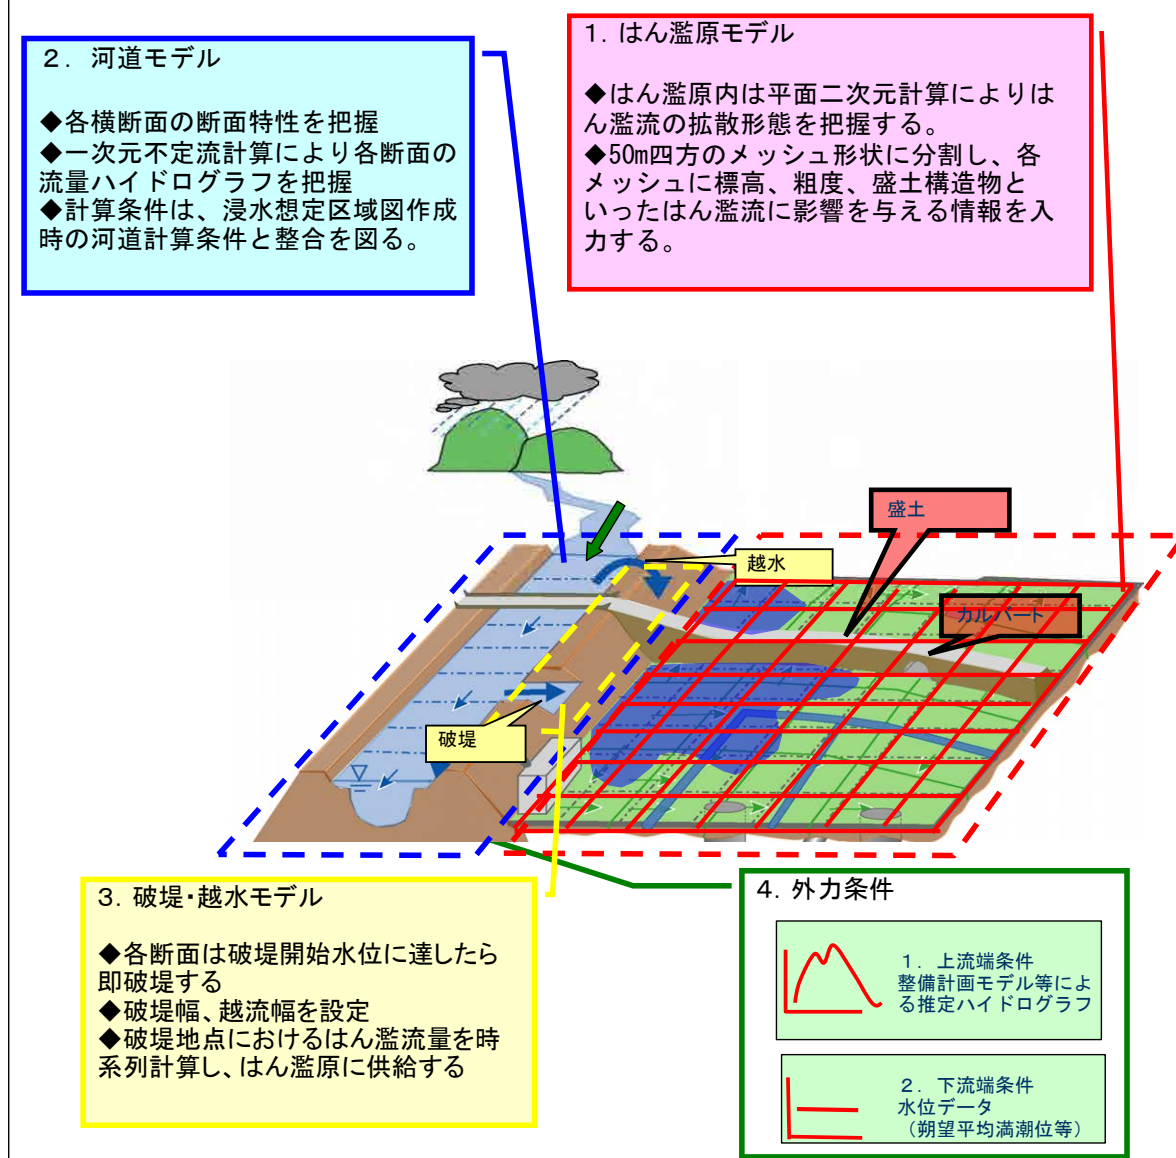 2. 河道モデル
◆各横断面の断面特性を把握
◆一次元不定流計算により各断面の
流量ハイドログラフを把握
◆計算条件は、浸水想定区域図作成
時の河道計算条件と整合を図る。
1. はん濫原モデル
◆はん濫原内は平面二次元計算によりは
ん濫流の拡散形態を把握する。
◆50m四方のメッシュ形状に分割し、各
メッシュに標高、粗度、盛土構造物と
いったはん濫流に影響を与える情報を入
力する。
盛土
越水
カルバート
破堤
3. 破堤・越水モデル
◆各断面は破堤開始水位に達したら
即破堤する
◆破堤幅、越流幅を設定
◆破堤地点におけるはん濫流量を時
系列計算し、はん濫原に供給する
4. 外力条件
1. 上流端条件
整備計画モデル等によ
る推定ハイドログラフ
2. 下流端条件
水位データ
（朔望平均満潮位等）